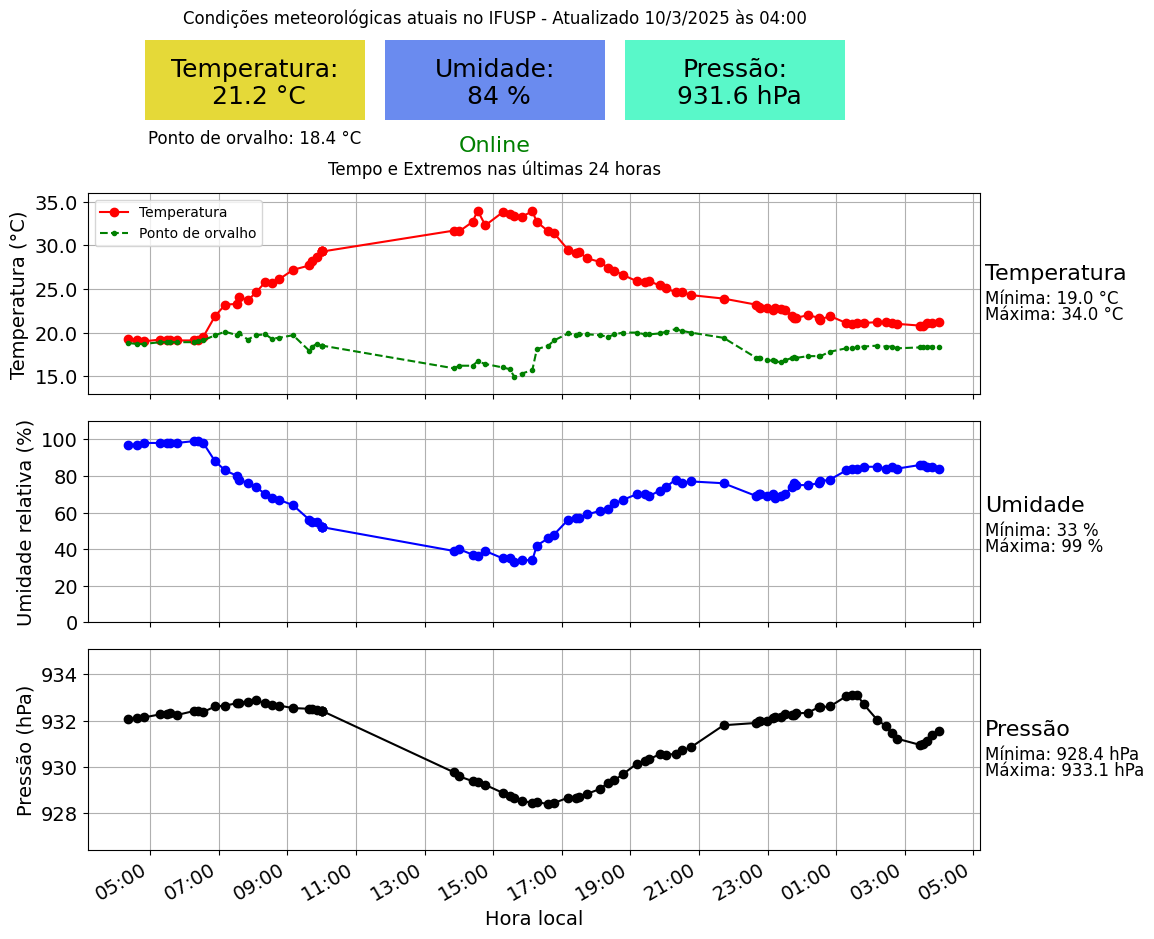 Condições meteorológicas atuais no IFUSP - Atualizado 10/3/2025 às 04:00
Temperatura:
21.2 °C
Umidade:
84 %
Pressão:
931.6 hPa
Ponto de orvalho: 18.4 °C
Online
Tempo e Extremos nas últimas 24 horas
Temperatura (°C)
35.0
30.0
25.0
20.0
15.0
Temperatura
Ponto de orvalho
Temperatura
Mínima: 19.0 °C
Máxima: 34.0 °C
Umidade relativa (%)
100
80
60
40
20
0
Umidade
Mínima: 33 %
Máxima: 99 %
Pressão (hPa)
934
932
930
928
Pressão
Mínima: 928.4 hPa
Máxima: 933.1 hPa
05:00
07:00
09:00
11:00
13:00
15:00
17:00
19:00
21:00
23:00
01:00
03:00
05:00
Hora local